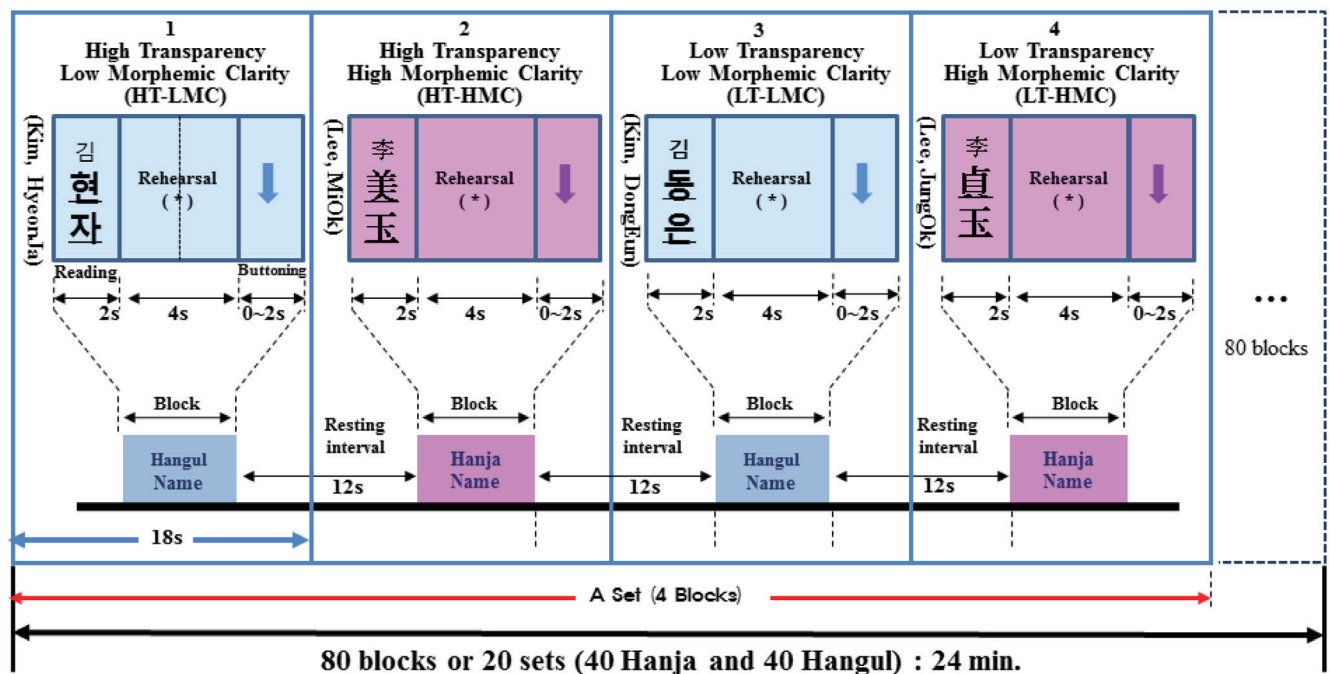 1
High Transparency
Low Morphemic Clarity
(HT-LMC)
(Kim, HyeonJa)
김
현
자
Rehearsal
( * )
Reading
Buttoning
2s
4s
0~2s
Block
Hangul
Name
18s
2
High Transparency
High Morphemic Clarity
(HT-HMC)
(Lee, MiOk)
李
美
玉
Rehearsal
( * )
2s
4s
0~2s
Resting
interval
12s
Block
Hanja
Name
3
Low Transparency
Low Morphemic Clarity
(LT-LMC)
(Kim, DongEun)
김
동
은
Rehearsal
( * )
2s
4s
0~2s
Resting
interval
12s
Block
Hangul
Name
4
Low Transparency
High Morphemic Clarity
(LT-HMC)
(Lee, JungOk)
李
貞
玉
Rehearsal
( * )
2s
4s
0~2s
Resting
interval
12s
Block
Hanja
Name
...
80 blocks
A Set (4 Blocks)
80 blocks or 20 sets (40 Hanja and 40 Hangul) : 24 min.